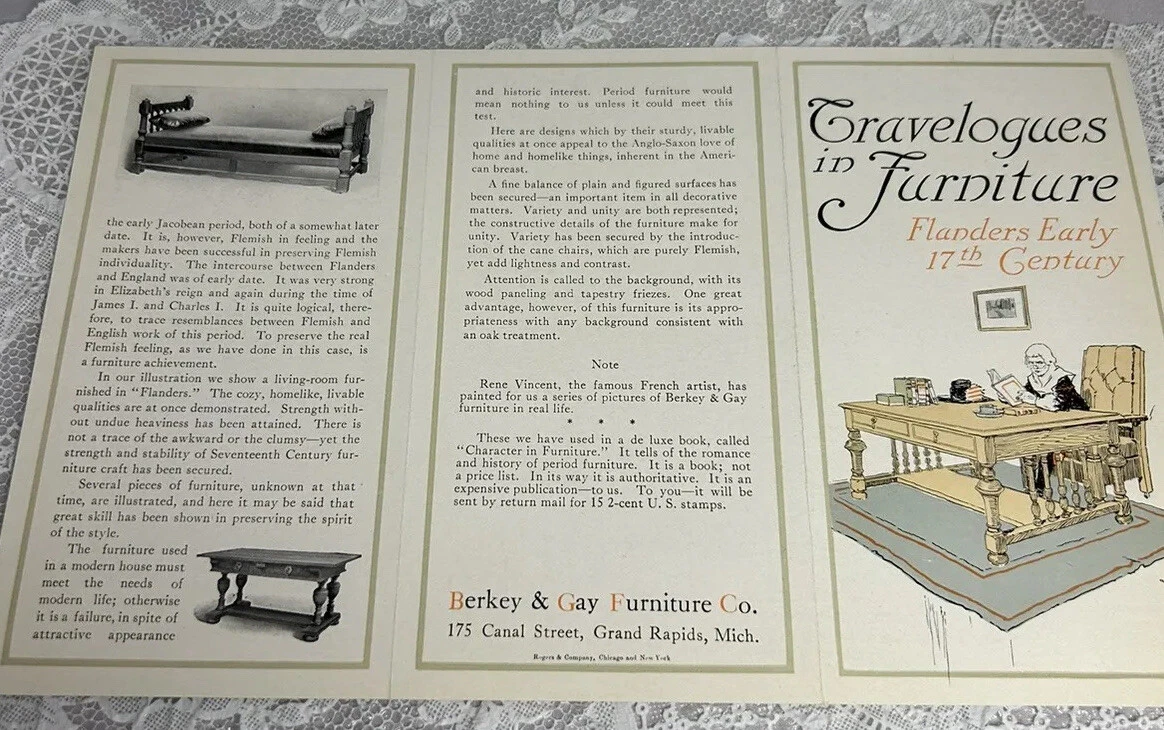 the early Jacobean period, both of a somewhat later
date. It is, however, Flemish in feeling and the
makers have been successful in preserving Flemish
individuality. The intercourse between Flanders
and England was of early date. It was very strong
in Elizabeth's reign and again during the time of
James I. and Charles I. It is quite logical, there-
fore, to trace resemblances between Flemish and
English work of this period. To preserve the real
Flemish feeling, as we have done in this case, is
a furniture achievement.
In our illustration we show a living-room fur-
nished in "Flanders." The cozy, homelike, livable
qualities are at once demonstrated. Strength with-
out undue heaviness has been attained. There is
not a trace of the awkward or the clumsy—yet the
strength and stability of Seventeenth Century fur-
niture craft has been secured.
Several pieces of furniture, unknown at that
time, are illustrated, and here it may be said that
great skill has been shown in preserving the spirit
of the style.
The furniture used
in a modern house must
meet the needs of
modern life; otherwise
it is a failure, in spite of
attractive appearance
and historic interest. Period furniture would
mean nothing to us unless it could meet this
test.
Here are designs which by their sturdy, livable
qualities at once appeal to the Anglo-Saxon love of
home and homelike things, inherent in the Ameri-
can breast.
A fine balance of plain and figured surfaces has
been secured—an important item in all decorative
matters. Variety and unity are both represented;
the constructive details of the furniture make for
unity. Variety has been secured by the introduc-
tion of the cane chairs, which are purely Flemish,
yet add lightness and contrast.
Attention is called to the background, with its
wood paneling and tapestry friezes. One great
advantage, however, of this furniture is its appro-
priateness with any background consistent with
an oak treatment.
Note
Rene Vincent, the famous French artist, has
painted for us a series of pictures of Berkey & Gay
furniture in real life.
* * *
These we have used in a de luxe book, called
"Character in Furniture." It tells of the romance
and history of period furniture. It is a book; not
a price list. In its way it is authoritative. It is an
expensive publication—to us. To you—it will be
sent by return mail for 15 2-cent U. S. stamps.
Berkey & Gay Furniture Co.
175 Canal Street, Grand Rapids, Mich.
Rogers & Company, Chicago and New York
Travelogues
in Furniture
Flanders Early
17th Century